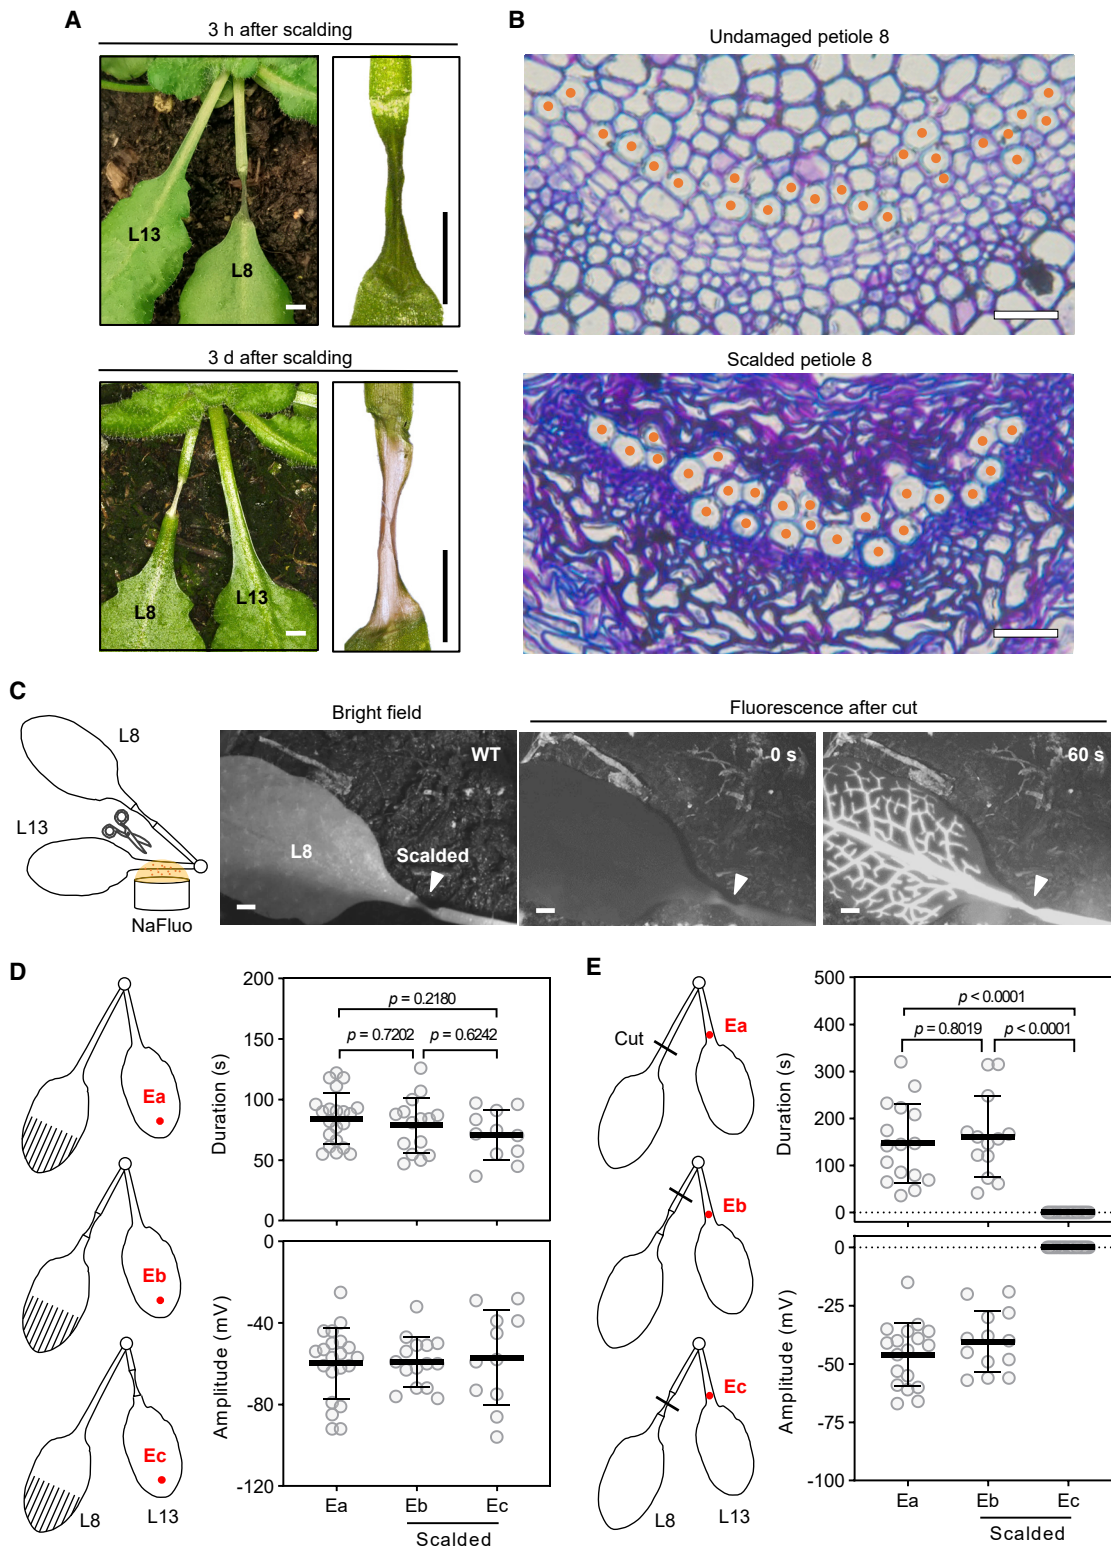 A
3 h after scalding
L13
L8
3 d after scalding
L8
L13
B
Undamaged petiole 8
Scalded petiole 8
C
L8
L13
NaFluo
Bright field
WT
L8
Scalded
Fluorescence after cut
0 s
60 s
D
Ea
Eb
Ec
L8
L13
200
150
100
50
0
Duration (s)
p = 0.2180
p = 0.7202
p = 0.6242
0
-40
-80
-120
Amplitude (mV)
Ea
Eb
Ec
Scalded
E
Cut
Ea
Eb
Ec
L8
L13
500
400
300
200
100
0
Duration (s)
p < 0.0001
p = 0.8019
p < 0.0001
0
-25
-50
-75
-100
Amplitude (mV)
Ea
Eb
Ec
Scalded